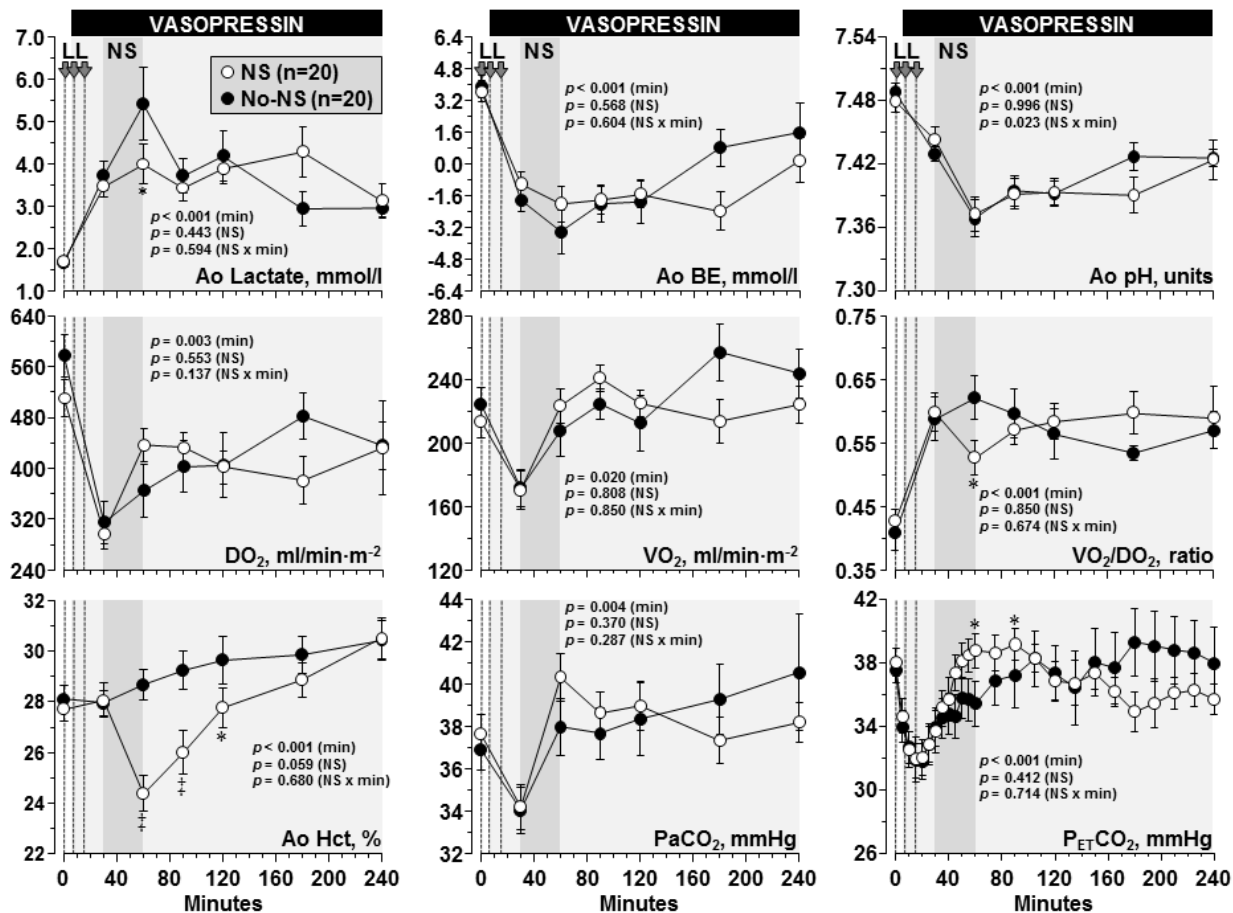 VASOPRESSIN
7.0
6.0
5.0
4.0
3.0
2.0
1.0
LL
NS
NS (n=20)
No-NS (n=20)
*
p < 0.001 (min)
p = 0.443 (NS)
p = 0.594 (NS x min)
Ao Lactate, mmol/l
VASOPRESSIN
6.4
4.8
3.2
1.6
0.0
-1.6
-3.2
-4.8
-6.4
LL
NS
p < 0.001 (min)
p = 0.568 (NS)
p = 0.604 (NS x min)
Ao BE, mmol/l
VASOPRESSIN
7.54
7.48
7.42
7.36
7.30
LL
NS
p < 0.001 (min)
p = 0.996 (NS)
p = 0.023 (NS x min)
Ao pH, units
640
560
480
400
320
240
p = 0.003 (min)
p = 0.553 (NS)
p = 0.137 (NS x min)
DO₂, ml/min·m⁻²
280
240
200
160
120
p = 0.020 (min)
p = 0.808 (NS)
p = 0.850 (NS x min)
VO₂, ml/min·m⁻²
0.75
0.65
0.55
0.45
0.35
*
p < 0.001 (min)
p = 0.850 (NS)
p = 0.674 (NS x min)
VO₂/DO₂, ratio
32
30
28
26
24
22
‡
‡
*
p < 0.001 (min)
p = 0.059 (NS)
p = 0.680 (NS x min)
Ao Hct, %
0 40 80 120 160 200 240
Minutes
44
42
40
38
36
34
32
p = 0.004 (min)
p = 0.370 (NS)
p = 0.287 (NS x min)
PaCO₂, mmHg
0 40 80 120 160 200 240
Minutes
42
38
34
30
26
* *
p < 0.001 (min)
p = 0.412 (NS)
p = 0.714 (NS x min)
PETCO₂, mmHg
0 40 80 120 160 200 240
Minutes